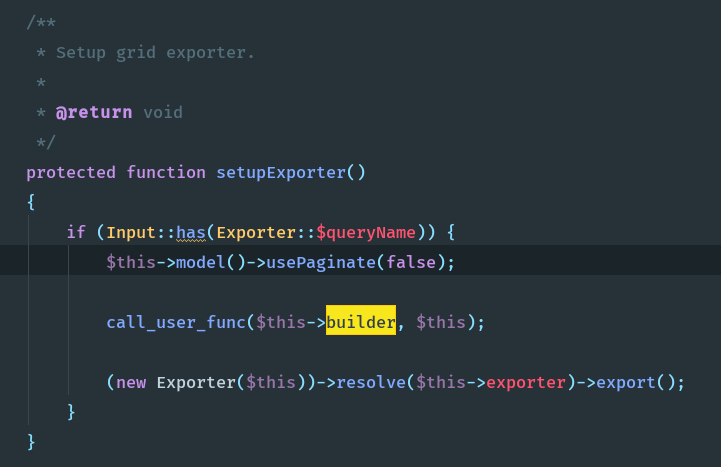 /**
 * Setup grid exporter.
 *
 * @return void
 */
protected function setupExporter()
{
    if (Input::has(Exporter::$queryName)) {
        $this->model()->usePaginate(false);

        call_user_func($this->builder, $this);

        (new Exporter($this))->resolve($this->exporter)->export();
    }
}